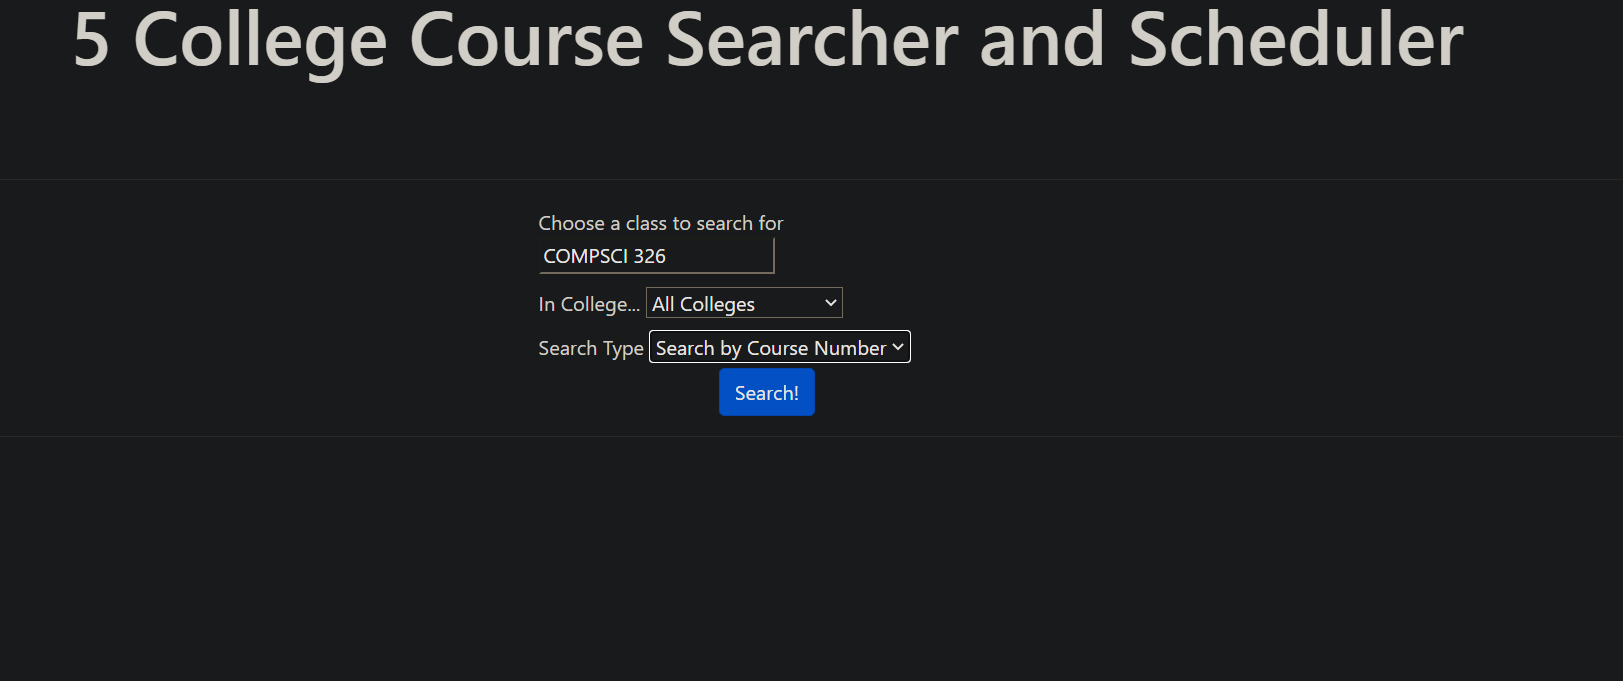 5 College Course Searcher and Scheduler
Choose a class to search for
COMPSCI 326
In College... All Colleges
Search Type Search by Course Number
Search!